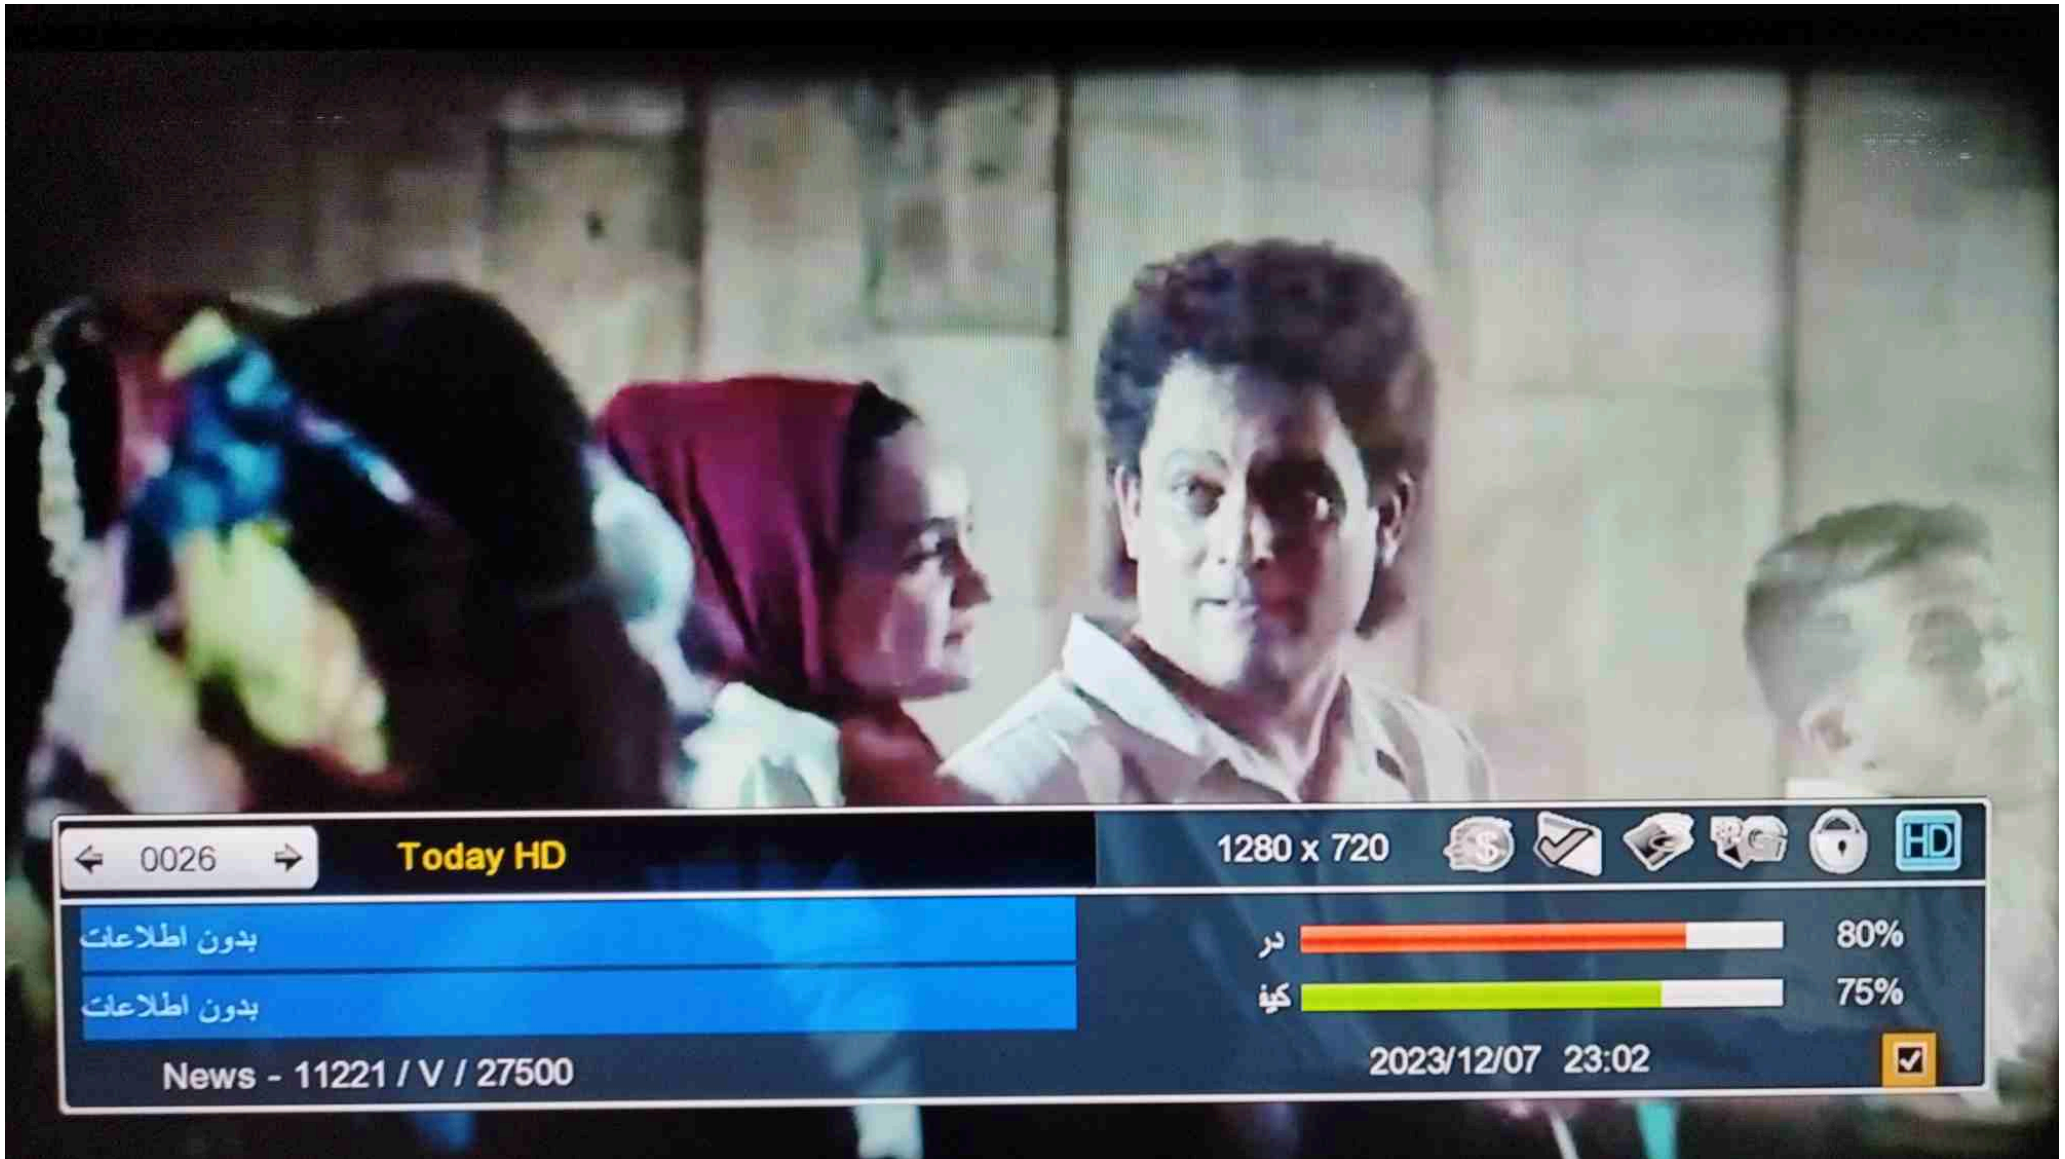 0026
Today HD
1280 x 720
HD
بدون اطلاعات
در
80%
بدون اطلاعات
كيف
75%
News - 11221 / V / 27500
2023/12/07 23:02